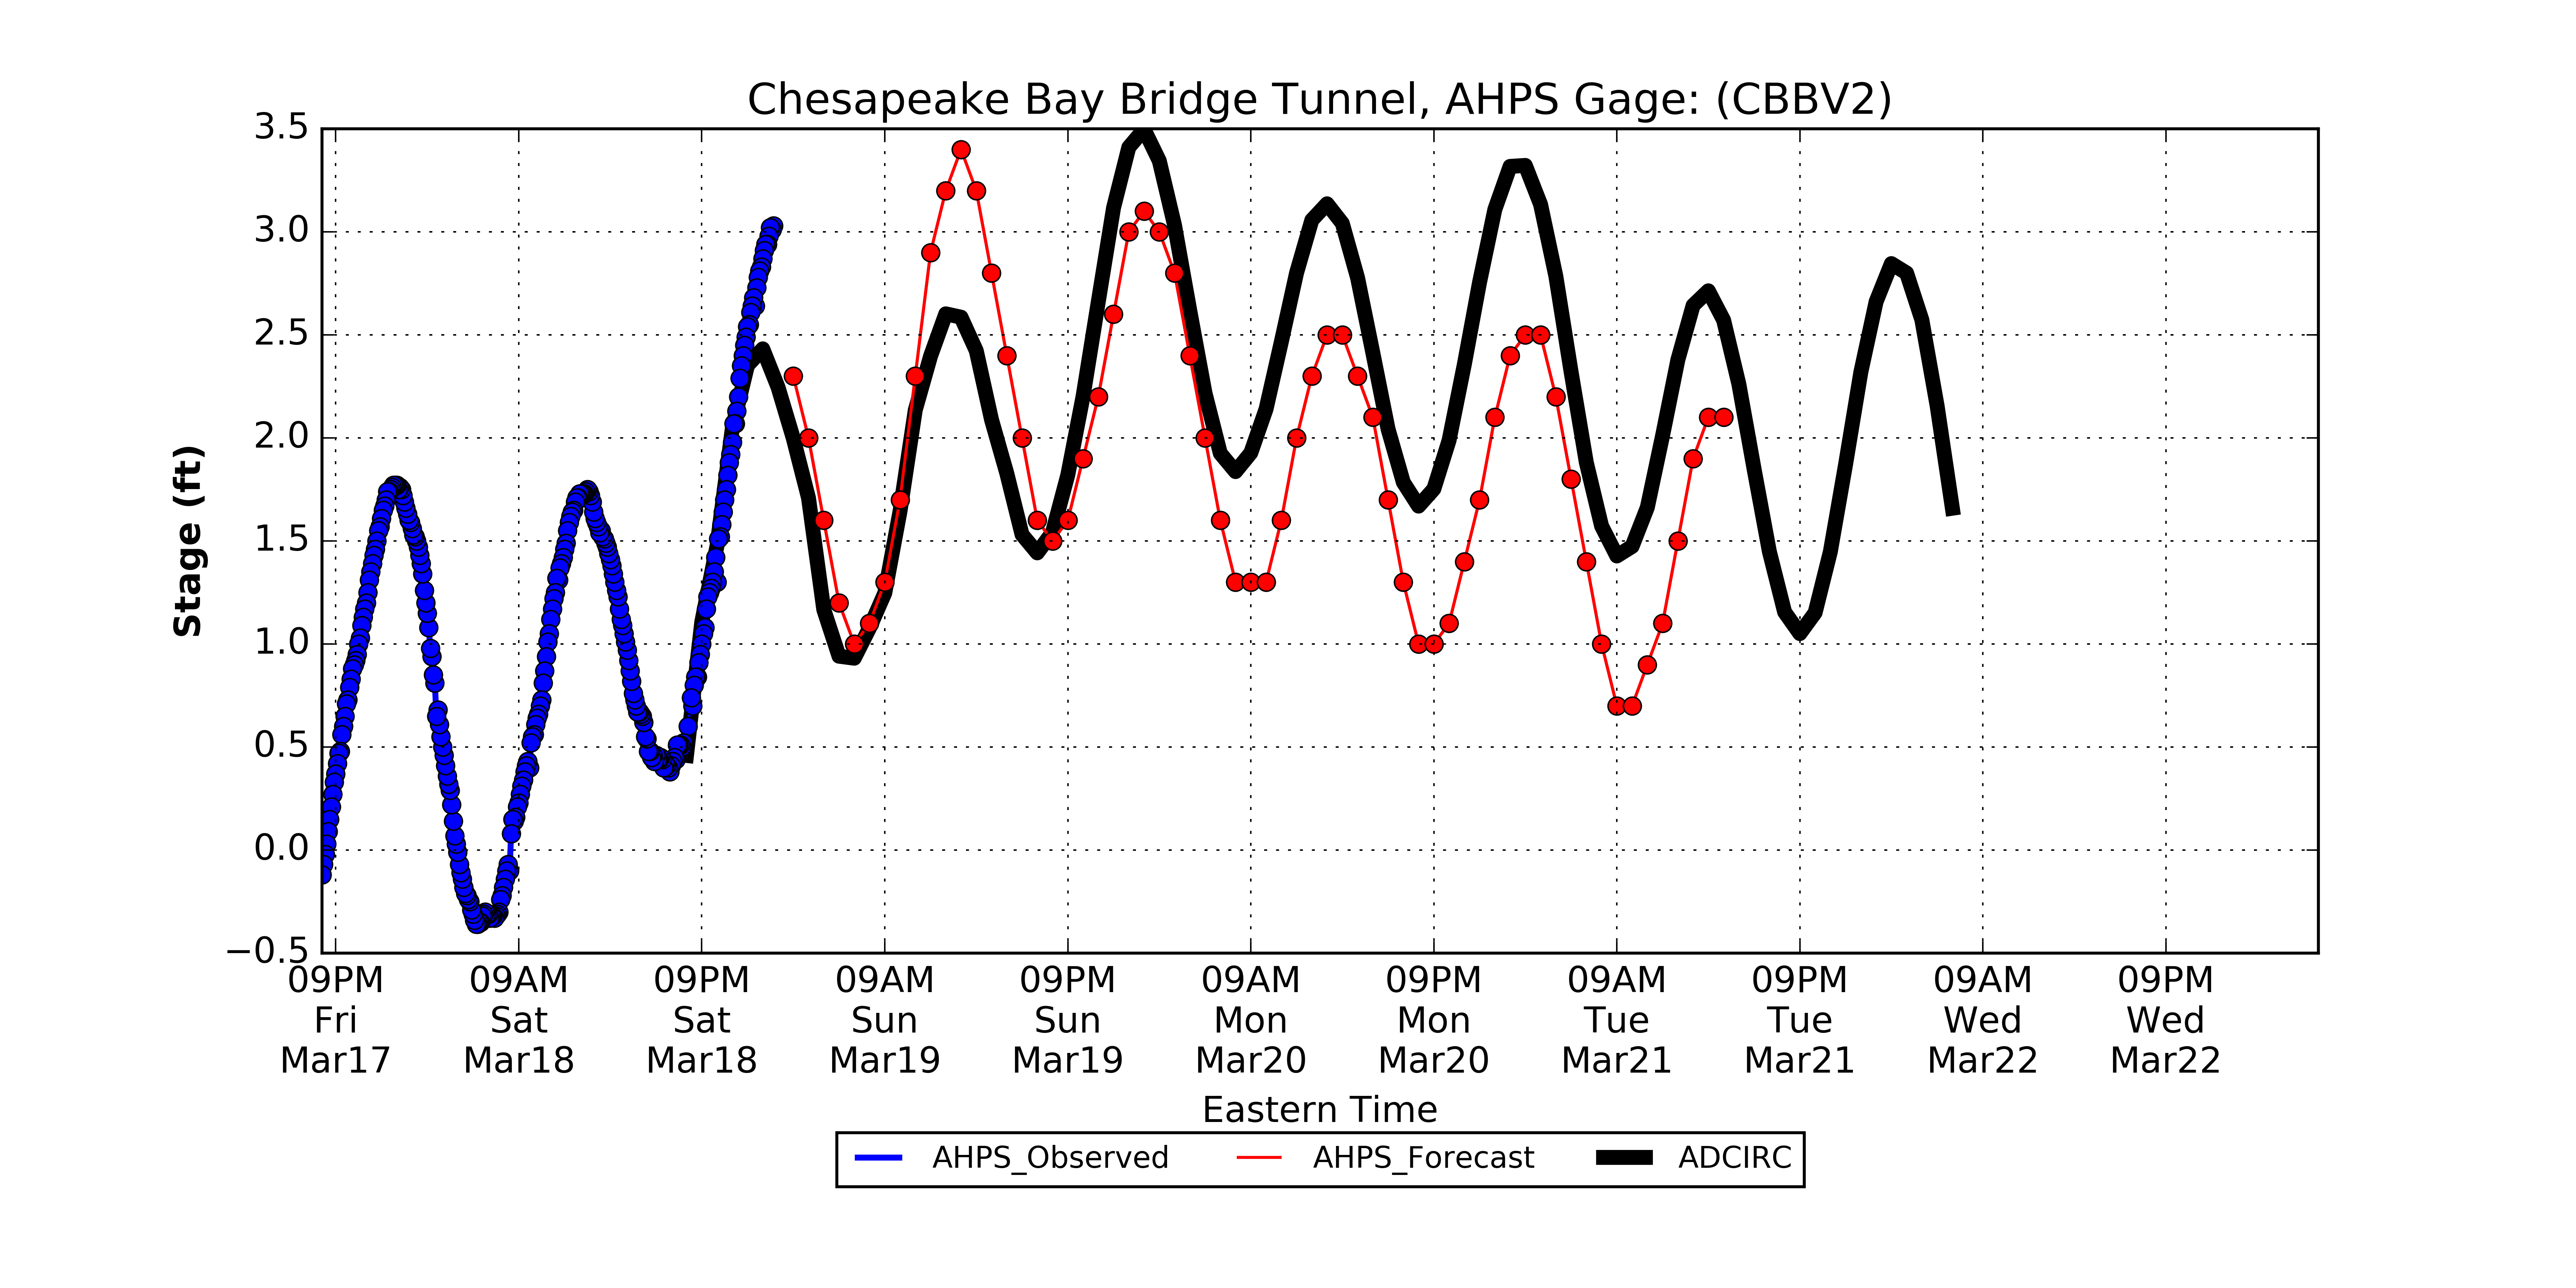 Chesapeake Bay Bridge Tunnel, AHPS Gage: (CBBV2)
3.5
3.0
2.5
2.0
1.5
1.0
0.5
0.0
−0.5
Stage (ft)
09PM 09AM 09PM 09AM 09PM 09AM 09PM 09AM 09PM 09AM 09PM
Fri Sat Sat Sun Sun Mon Mon Tue Tue Wed Wed
Mar17 Mar18 Mar18 Mar19 Mar19 Mar20 Mar20 Mar21 Mar21 Mar22 Mar22
Eastern Time
AHPS_Observed AHPS_Forecast ADCIRC